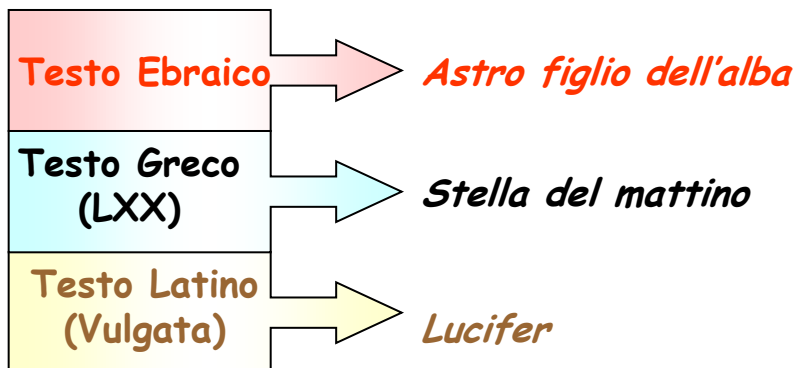 Testo Ebraico
Astro figlio dell'alba
Testo Greco
(LXX)
Stella del mattino
Testo Latino
(Vulgata)
Lucifer